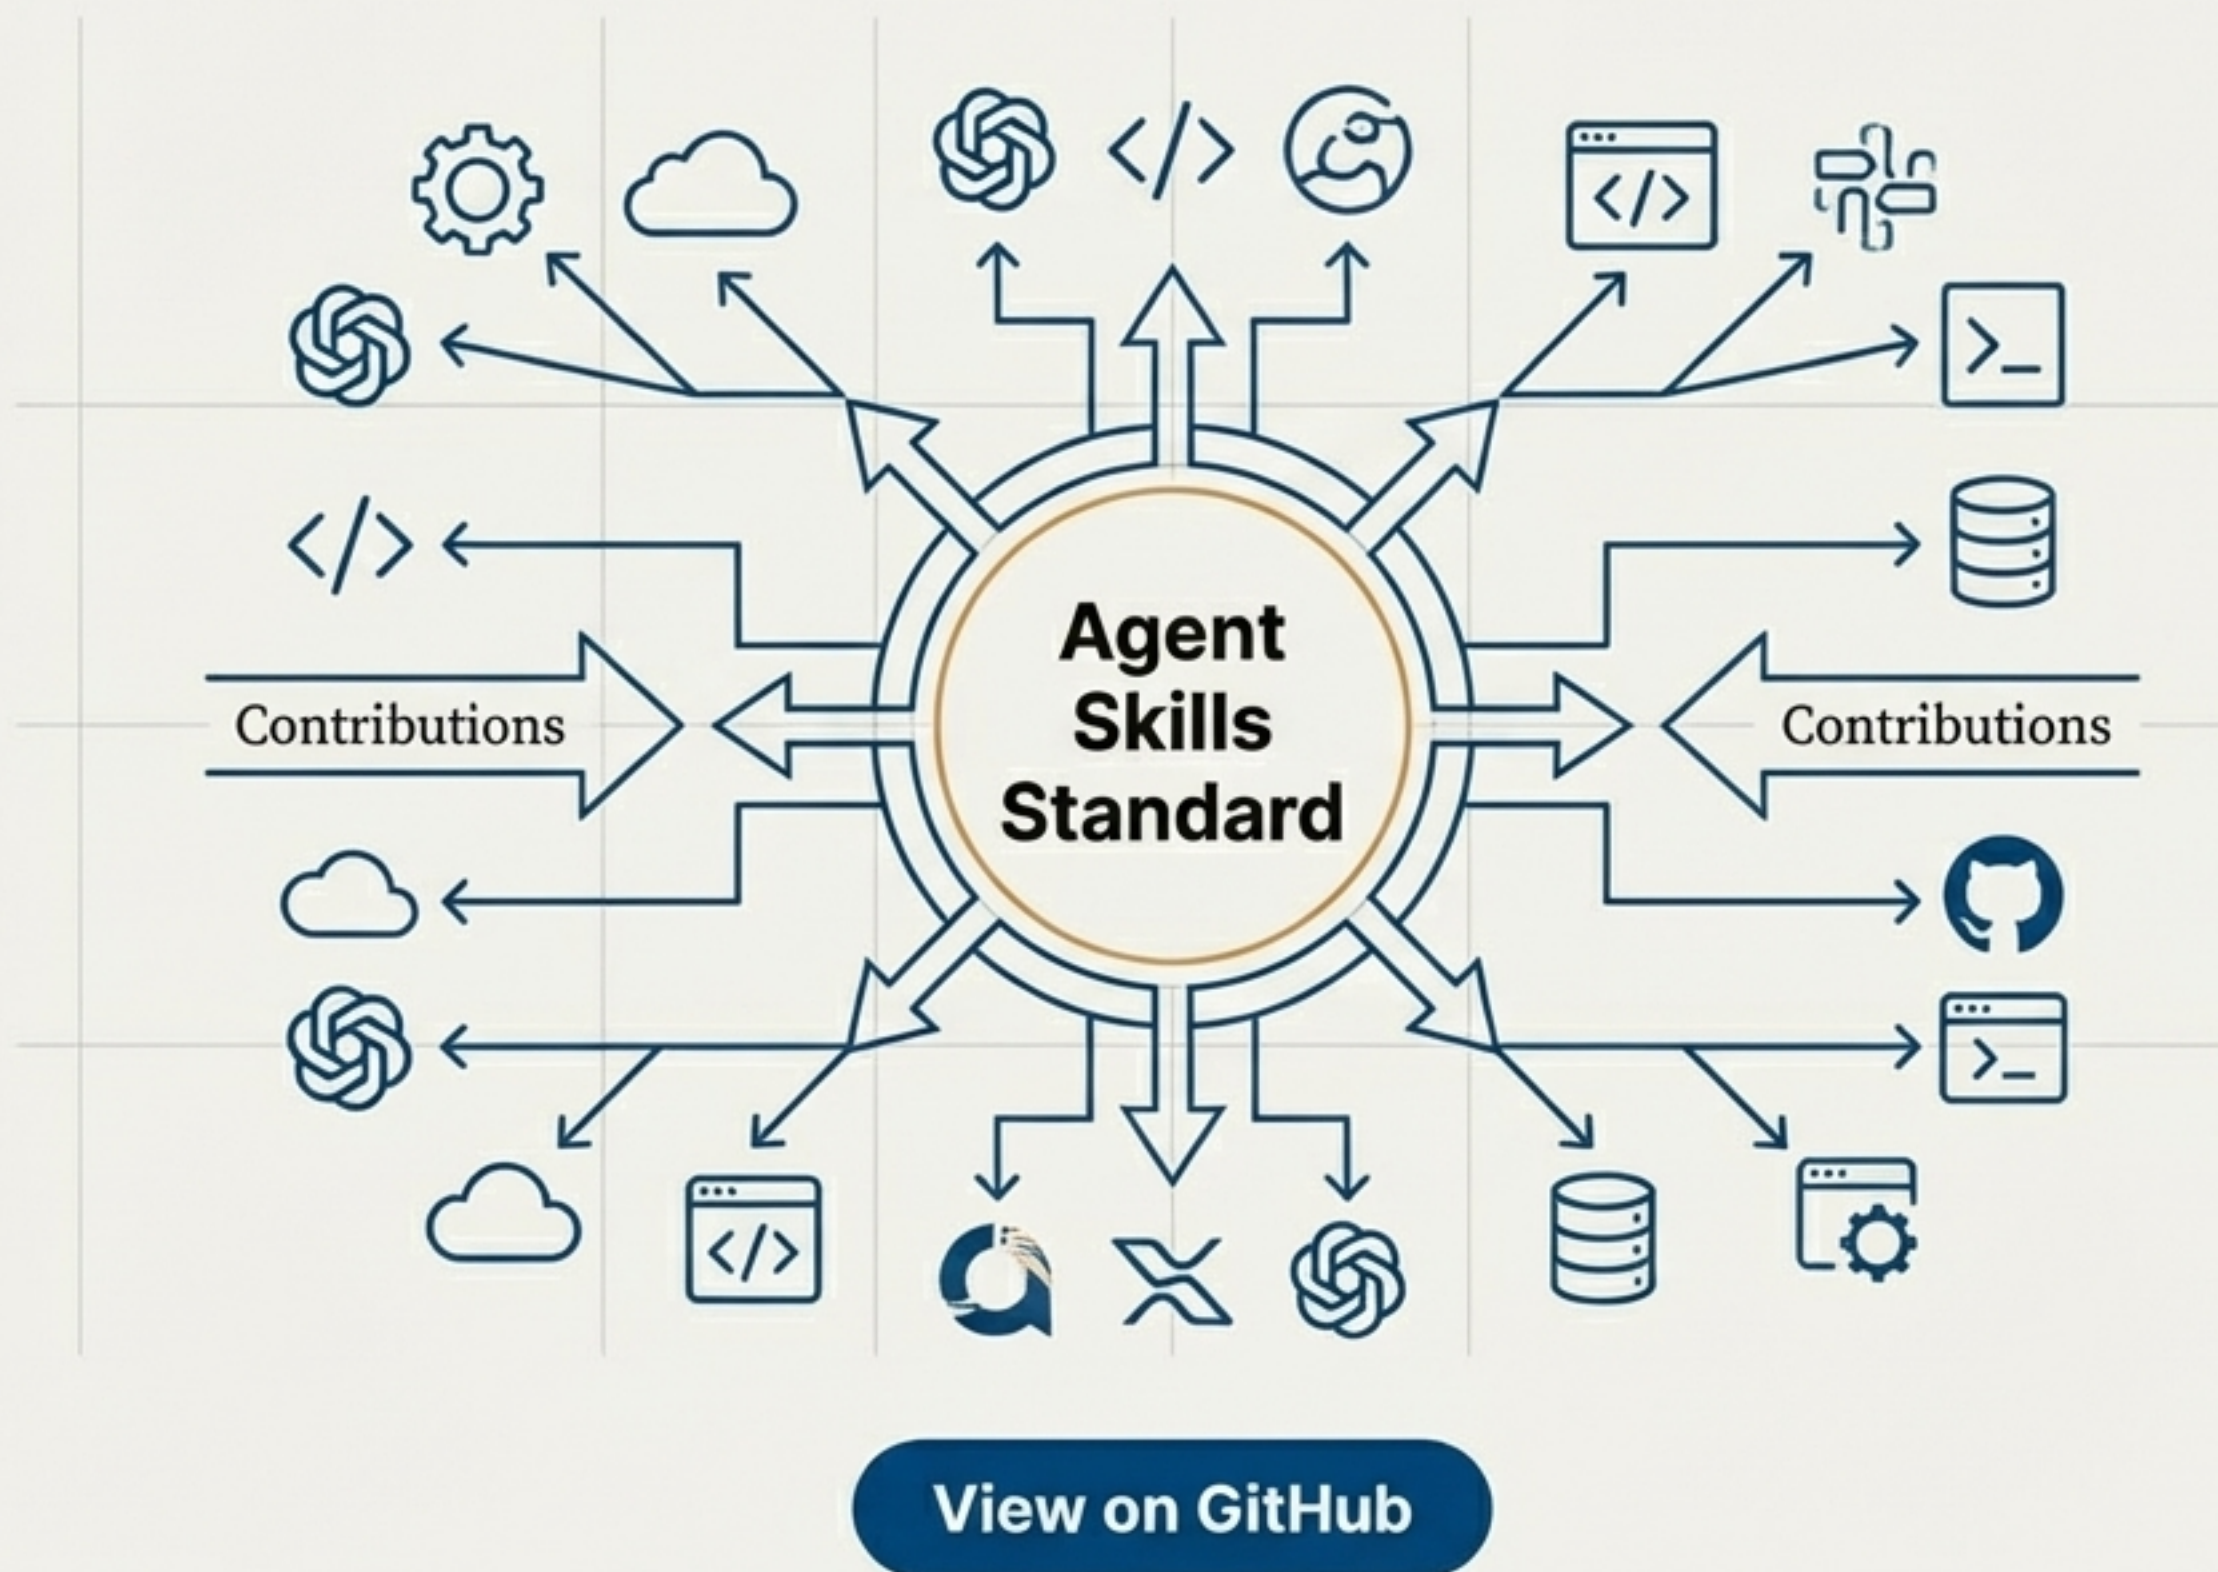 Agent
Skills
Standard
Contributions
Contributions
View on GitHub